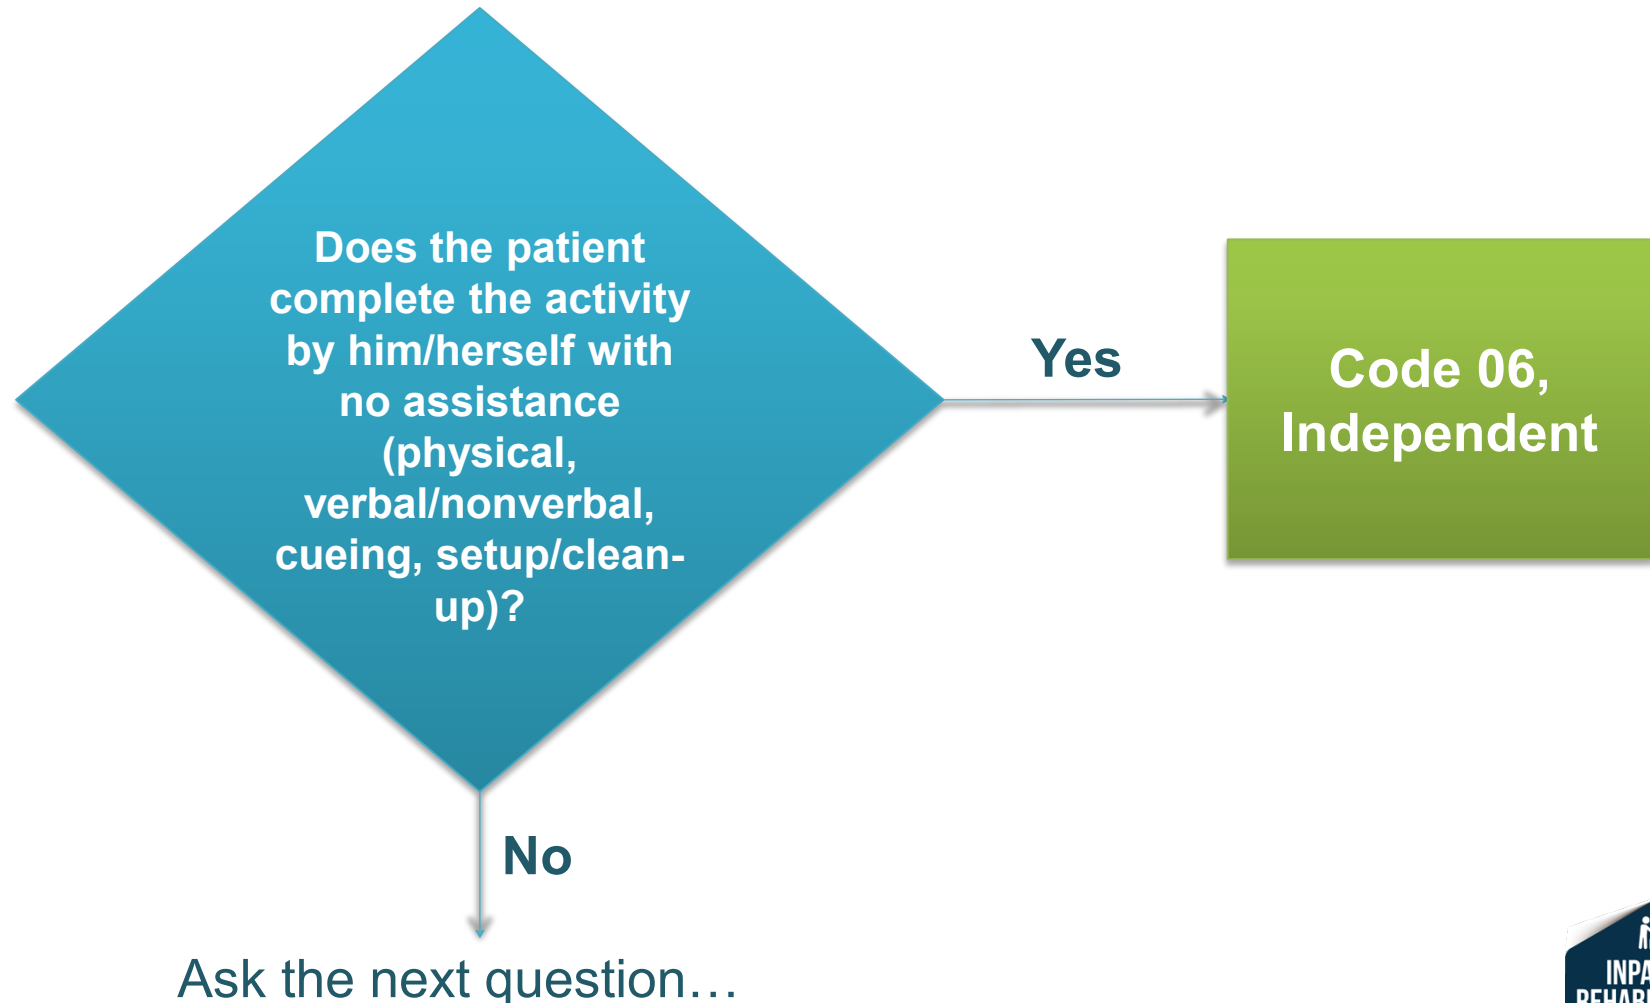 Does the patient
complete the activity
by him/herself with
no assistance
(physical,
verbal/nonverbal,
cueing, setup/clean-
up)?
Yes
Code 06,
Independent
No
Ask the next question…